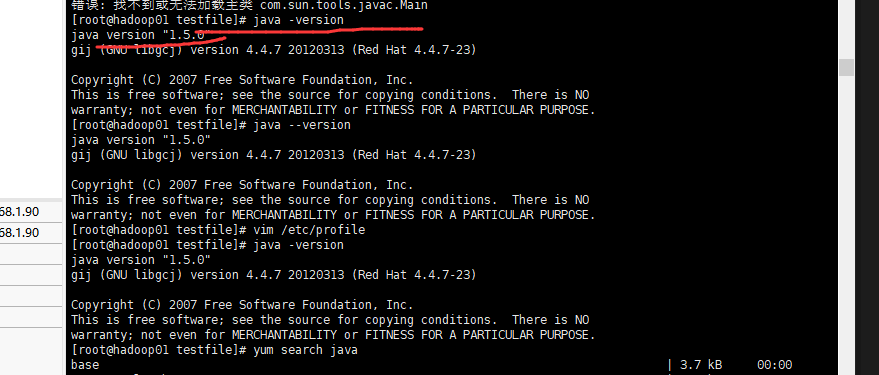 错误: 找不到或无法加载主类 com.sun.tools.javac.Main
[root@hadoop01 testfile]# java -version
java version "1.5.0"
gij (GNU libgcj) version 4.4.7 20120313 (Red Hat 4.4.7-23)
Copyright (C) 2007 Free Software Foundation, Inc.
This is free software; see the source for copying conditions.  There is NO
warranty; not even for MERCHANTABILITY or FITNESS FOR A PARTICULAR PURPOSE.
[root@hadoop01 testfile]# java --version
java version "1.5.0"
gij (GNU libgcj) version 4.4.7 20120313 (Red Hat 4.4.7-23)
Copyright (C) 2007 Free Software Foundation, Inc.
This is free software; see the source for copying conditions.  There is NO
warranty; not even for MERCHANTABILITY or FITNESS FOR A PARTICULAR PURPOSE.
[root@hadoop01 testfile]# vim /etc/profile
[root@hadoop01 testfile]# java -version
java version "1.5.0"
gij (GNU libgcj) version 4.4.7 20120313 (Red Hat 4.4.7-23)
Copyright (C) 2007 Free Software Foundation, Inc.
This is free software; see the source for copying conditions.  There is NO
warranty; not even for MERCHANTABILITY or FITNESS FOR A PARTICULAR PURPOSE.
[root@hadoop01 testfile]# yum search java
base | 3.7 kB 00:00
68.1.90
68.1.90